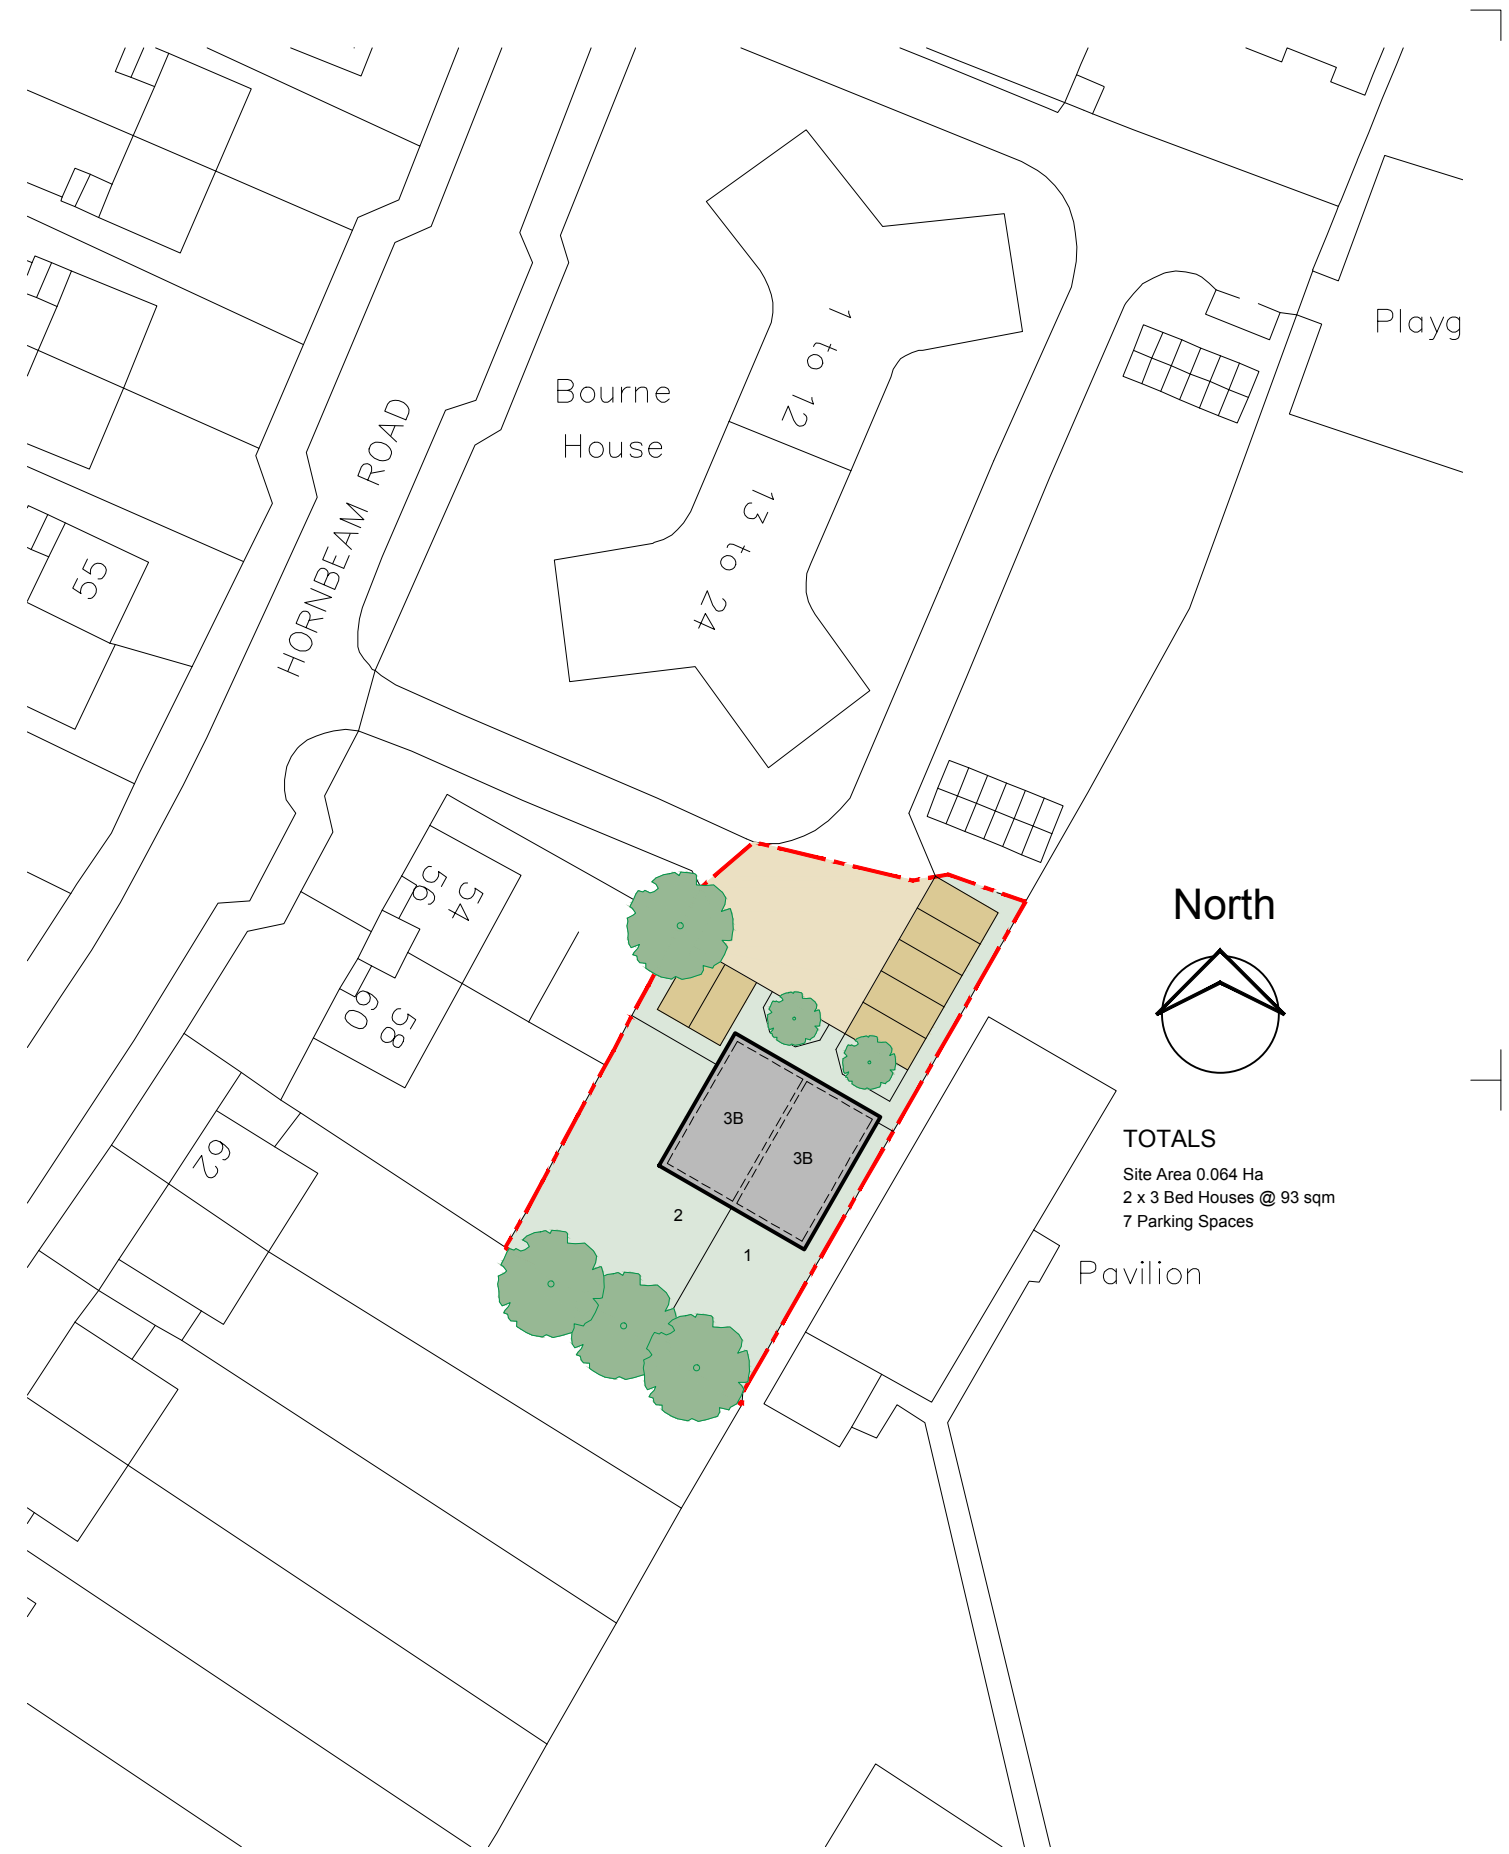 Playg
1 to 12
Bourne
House
13 to 24
HORNBEAM ROAD
55
54
56
58
60
62
North
3B
3B
2
1
TOTALS
Site Area 0.064 Ha
2 x 3 Bed Houses @ 93 sqm
7 Parking Spaces
Pavilion